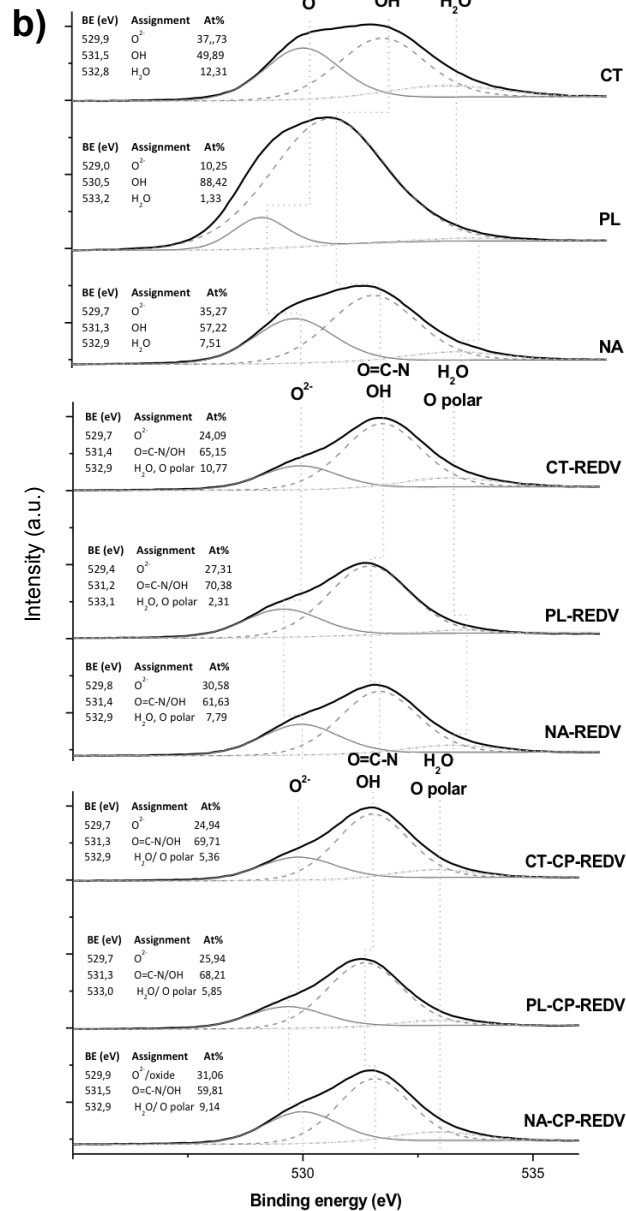 b)
O OH H₂O
BE (eV) Assignment At%
529,9 O²⁻ 37,,73
531,5 OH 49,89
532,8 H₂O 12,31
CT
BE (eV) Assignment At%
529,0 O²⁻ 10,25
530,5 OH 88,42
533,2 H₂O 1,33
PL
BE (eV) Assignment At%
529,7 O²⁻ 35,27
531,3 OH 57,22
532,9 H₂O 7,51
NA
O=C-N H₂O
O²⁻ OH O polar
BE (eV) Assignment At%
529,7 O²⁻ 24,09
531,4 O=C-N/OH 65,15
532,9 H₂O, O polar 10,77
CT-REDV
Intensity (a.u.)
BE (eV) Assignment At%
529,4 O²⁻ 27,31
531,2 O=C-N/OH 70,38
533,1 H₂O, O polar 2,31
PL-REDV
BE (eV) Assignment At%
529,8 O²⁻ 30,58
531,4 O=C-N/OH 61,63
532,9 H₂O, O polar 7,79
NA-REDV
O=C-N H₂O
O²⁻ OH O polar
BE (eV) Assignment At%
529,7 O²⁻ 24,94
531,3 O=C-N/OH 69,71
532,9 H₂O/ O polar 5,36
CT-CP-REDV
BE (eV) Assignment At%
529,7 O²⁻ 25,94
531,3 O=C-N/OH 68,21
533,0 H₂O/ O polar 5,85
PL-CP-REDV
BE (eV) Assignment At%
529,9 O²⁻/oxide 31,06
531,5 O=C-N/OH 59,81
532,9 H₂O/ O polar 9,14
NA-CP-REDV
530 535
Binding energy (eV)